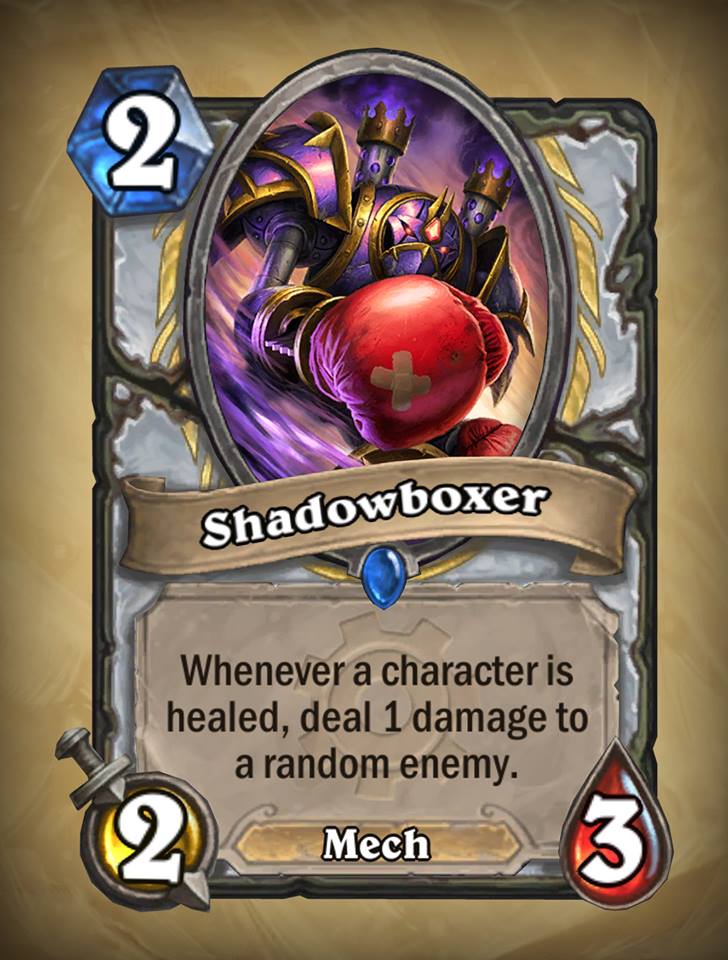 2
Shadowboxer
Whenever a character is
healed, deal 1 damage to
a random enemy.
2
Mech
3